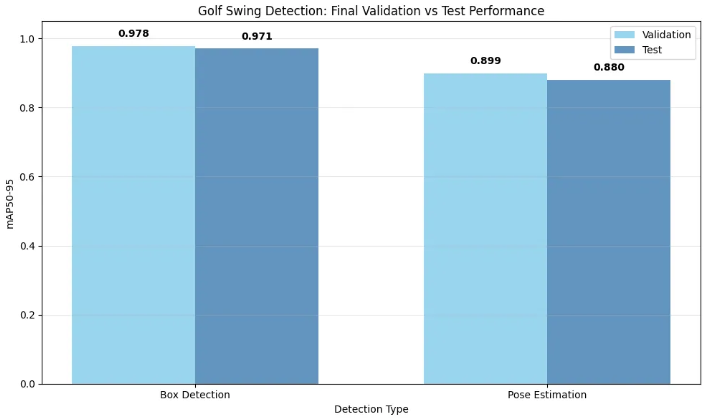 Golf Swing Detection: Final Validation vs Test Performance
Validation
Test
0.978
0.971
0.899
0.880
mAP50-95
1.0
0.8
0.6
0.4
0.2
0.0
Box Detection
Pose Estimation
Detection Type